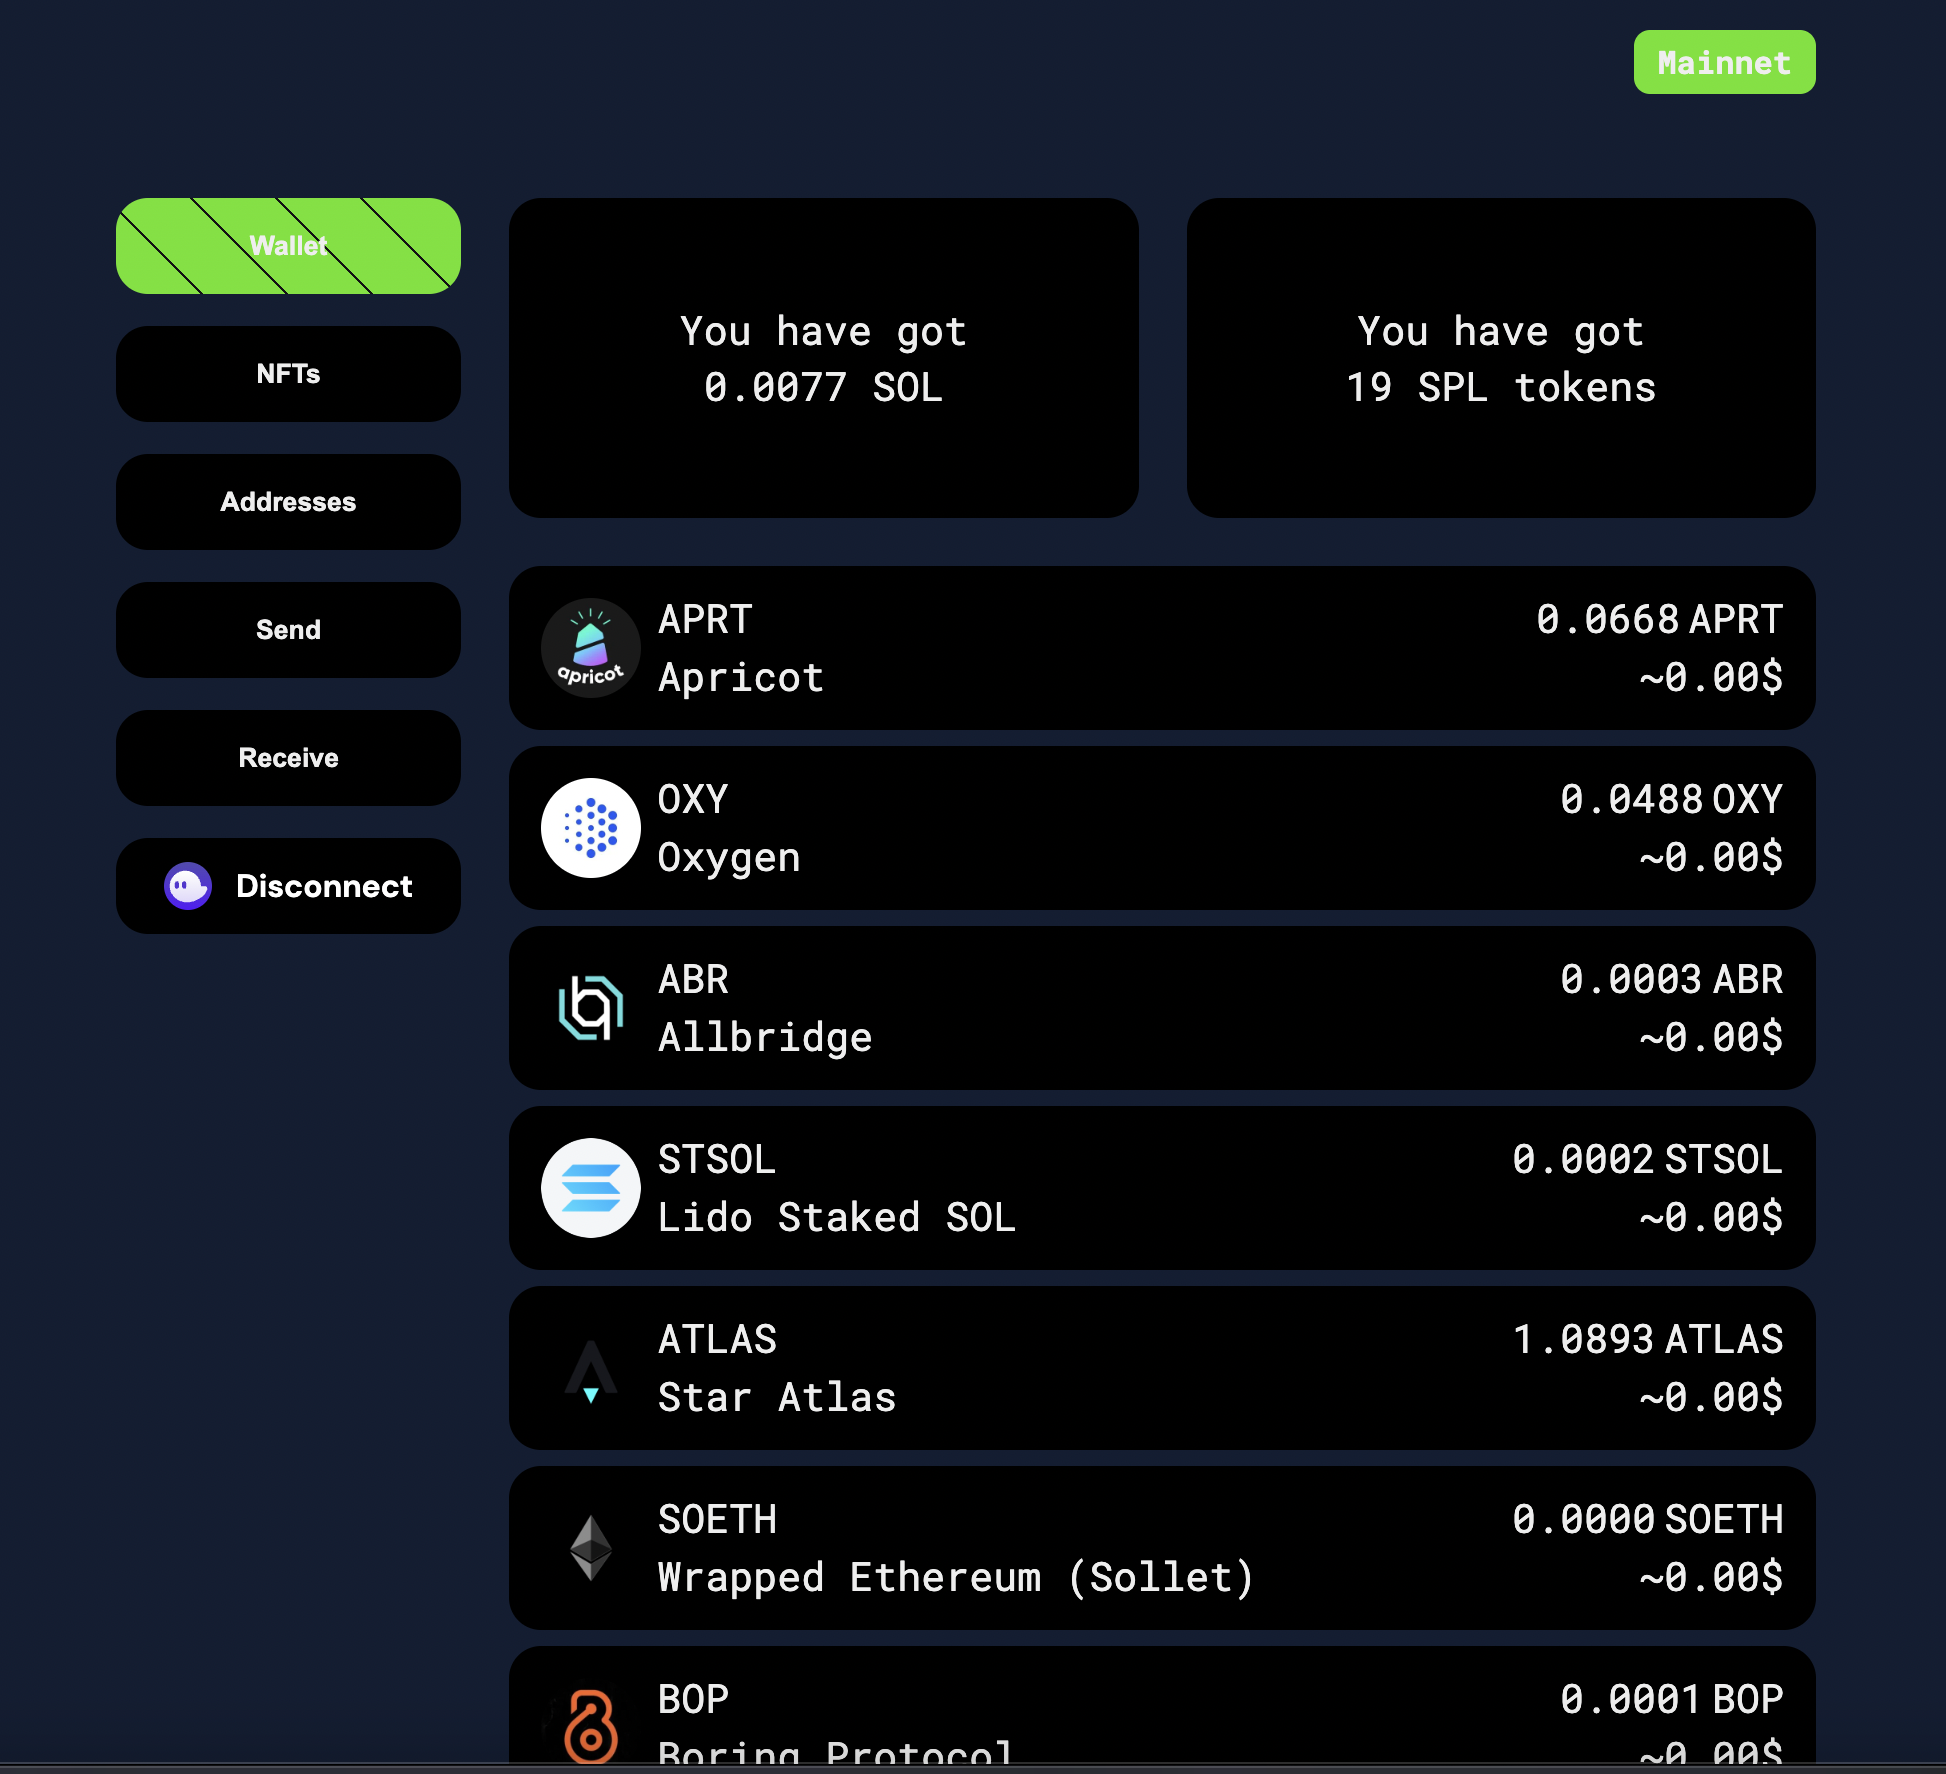 Mainnet
Wallet
NFTs
Addresses
Send
Receive
Disconnect
You have got
0.0077 SOL
You have got
19 SPL tokens
apricot
APRT
0.0668 APRT
Apricot
~0.00$
OXY
0.0488 OXY
Oxygen
~0.00$
ABR
0.0003 ABR
Allbridge
~0.00$
STSOL
0.0002 STSOL
Lido Staked SOL
~0.00$
ATLAS
1.0893 ATLAS
Star Atlas
~0.00$
SOETH
0.0000 SOETH
Wrapped Ethereum (Sollet)
~0.00$
BOP
0.0001 BOP
Boring Protocol
~0.00$